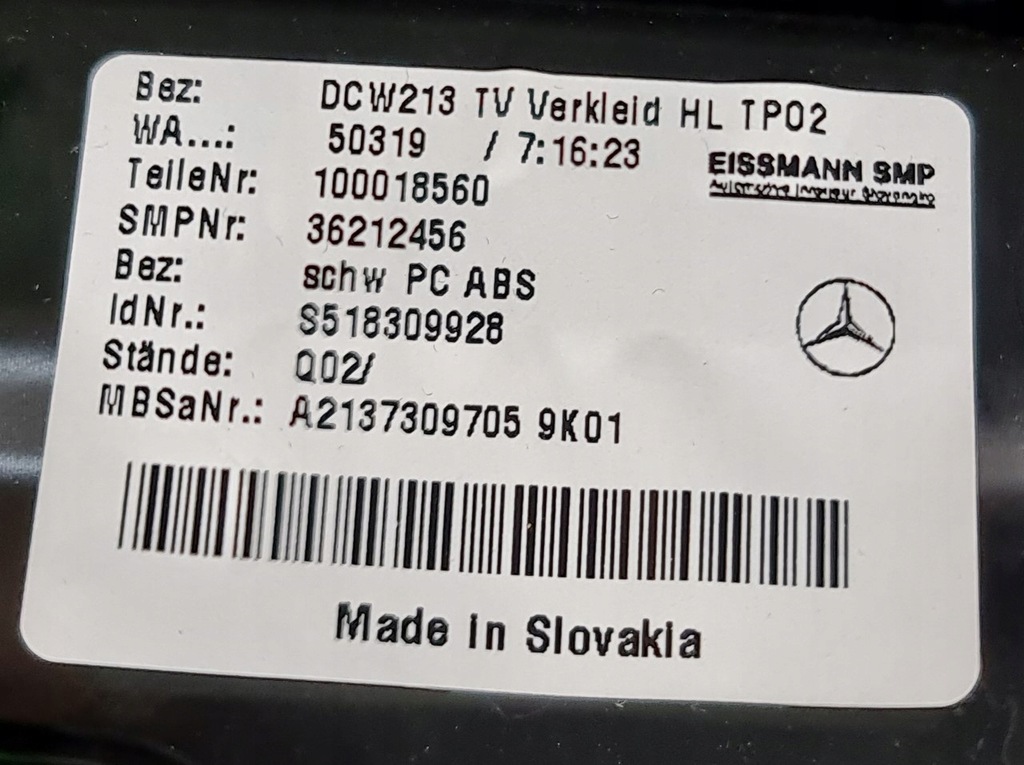 Bez: DCW213 TV Verkleid HL TP02
WA...: 50319 / 7:16:23
EISSMANN SMP
TeileNr: 100018560
SMPNr: 36212456
Bez: schw PC ABS
IdNr.: S518309928
Stände: Q02/
MBSaNr.: A2137309705 9K01
Made in Slovakia